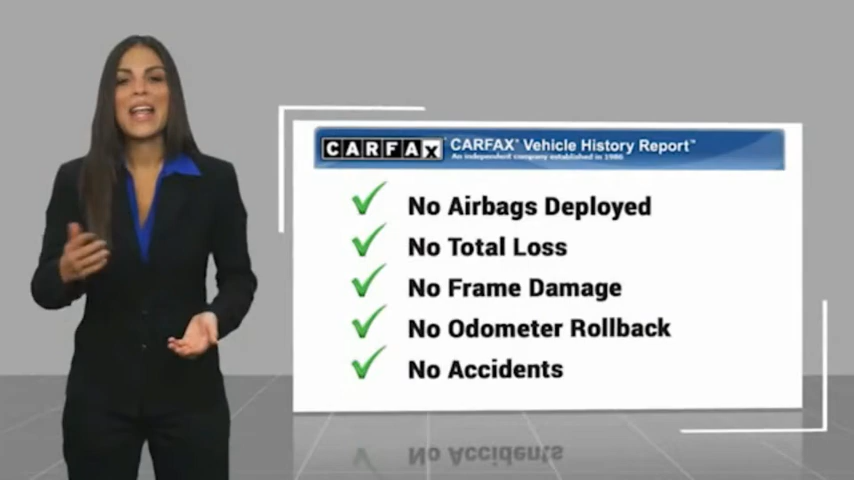 CARFAX CARFAX™ Vehicle History Report™
An independent company established in 1986
No Airbags Deployed
No Total Loss
No Frame Damage
No Odometer Rollback
No Accidents
No Accidents